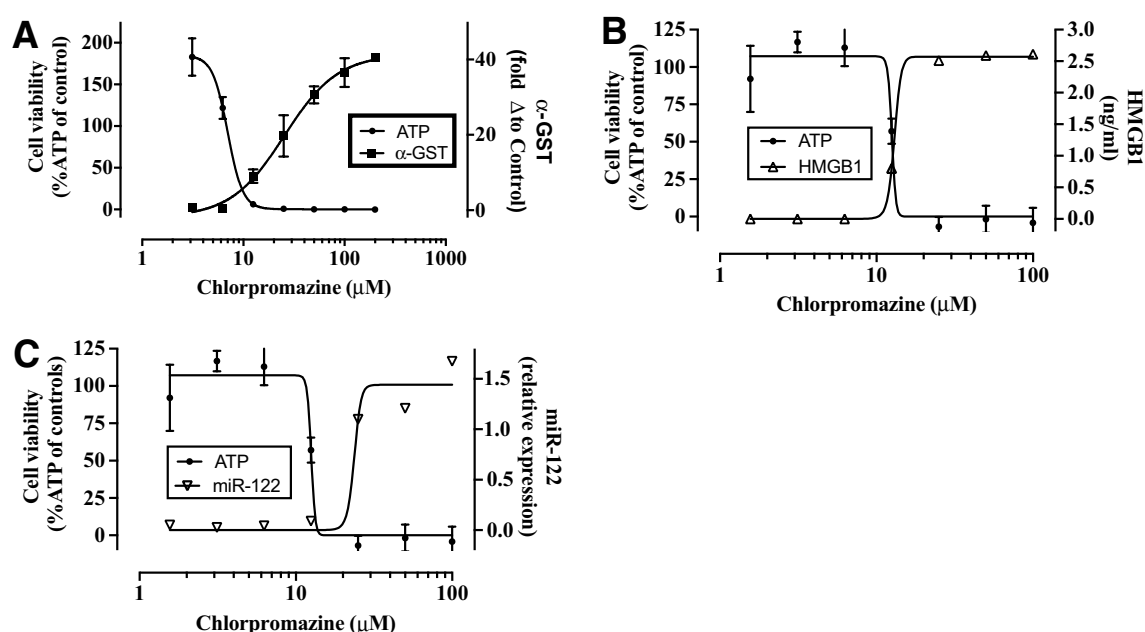 A
Cell viability
(%ATP of control)
200
150
100
50
0
ATP
α-GST
40
20
0
α-GST
(fold Δ to Control)
1
10
100
1000
Chlorpromazine (μM)
B
Cell viability
(%ATP of control)
125
100
75
50
25
0
ATP
HMGB1
3.0
2.5
2.0
1.5
1.0
0.5
0.0
HMGB1
(ng/ml)
1
10
100
Chlorpromazine (μM)
C
Cell viability
(%ATP of controls)
125
100
75
50
25
0
ATP
miR-122
1.5
1.0
0.5
0.0
miR-122
(relative expression)
1
10
100
Chlorpromazine (μM)